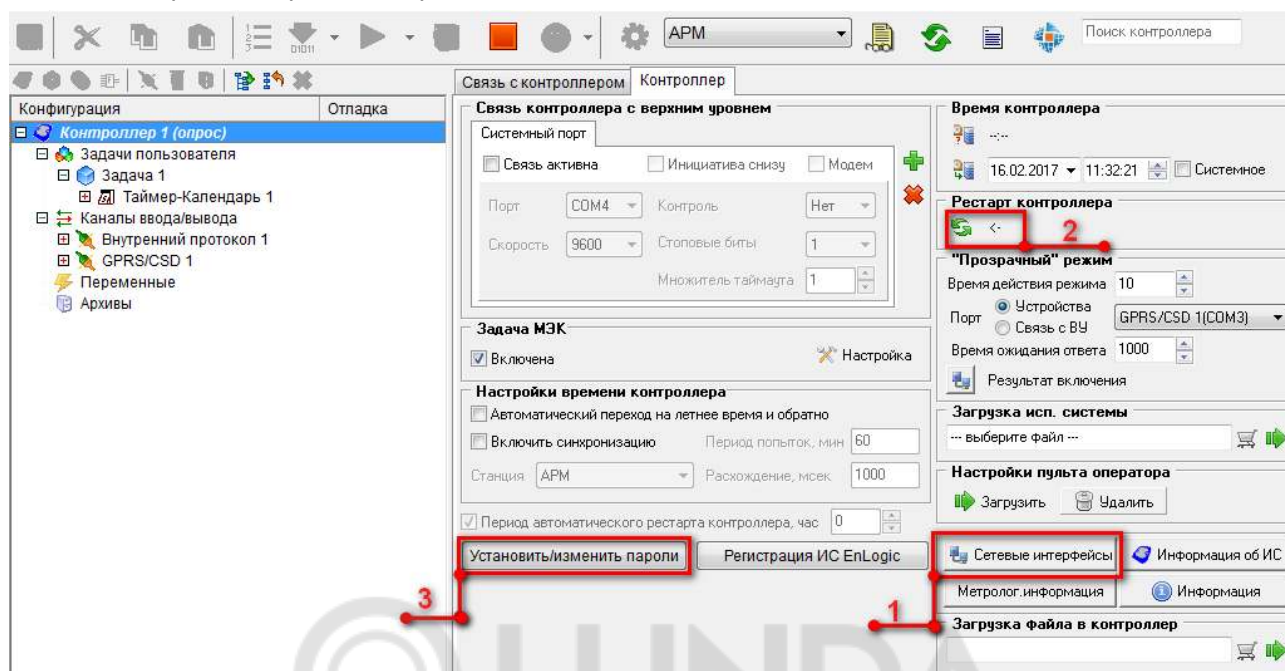 АРМ
Поиск контроллера
Конфигурация
Отладка
Контроллер 1 (опрос)
Задачи пользователя
Задача 1
Таймер-Календарь 1
Каналы ввода/вывода
Внутренний протокол 1
GPRS/CSD 1
Переменные
Архивы
Связь с контроллером
Контроллер
Связь контроллера с верхним уровнем
Системный порт
Связь активна
Инициатива снизу
Модем
Порт
COM4
Контроль
Нет
Скорость
9600
Стоповые биты
1
Множитель таймаута
1
Задача МЭК
Включена
Настройка
Настройки времени контроллера
Автоматический переход на летнее время и обратно
Включить синхронизацию
Период попыток, мин
60
Станция
АРМ
Расхождение, мсек
1000
Период автоматического рестарта контроллера, час
0
Установить/изменить пароли
Регистрация ИС EnLogic
3
Время контроллера
--:--
16.02.2017
11:32:21
Системное
Рестарт контроллера
<-
2
"Прозрачный" режим
Время действия режима
10
Порт
Устройства
Связь с ВУ
GPRS/CSD 1(COM3)
Время ожидания ответа
1000
Результат включения
Загрузка исп. системы
--- выберите файл ---
Настройки пульта оператора
Загрузить
Удалить
Сетевые интерфейсы
Информация об ИС
Метролог.информация
Информация
1
Загрузка файла в контроллер